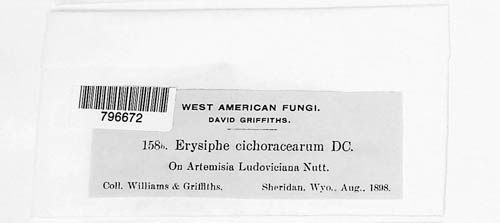 796672
WEST AMERICAN FUNGI.
DAVID GRIFFITHS.
158b. Erysiphe cichoracearum DC.
On Artemisia Ludoviciana Nutt.
Coll. Williams & Griffiths. Sheridan, Wyo., Aug., 1898.